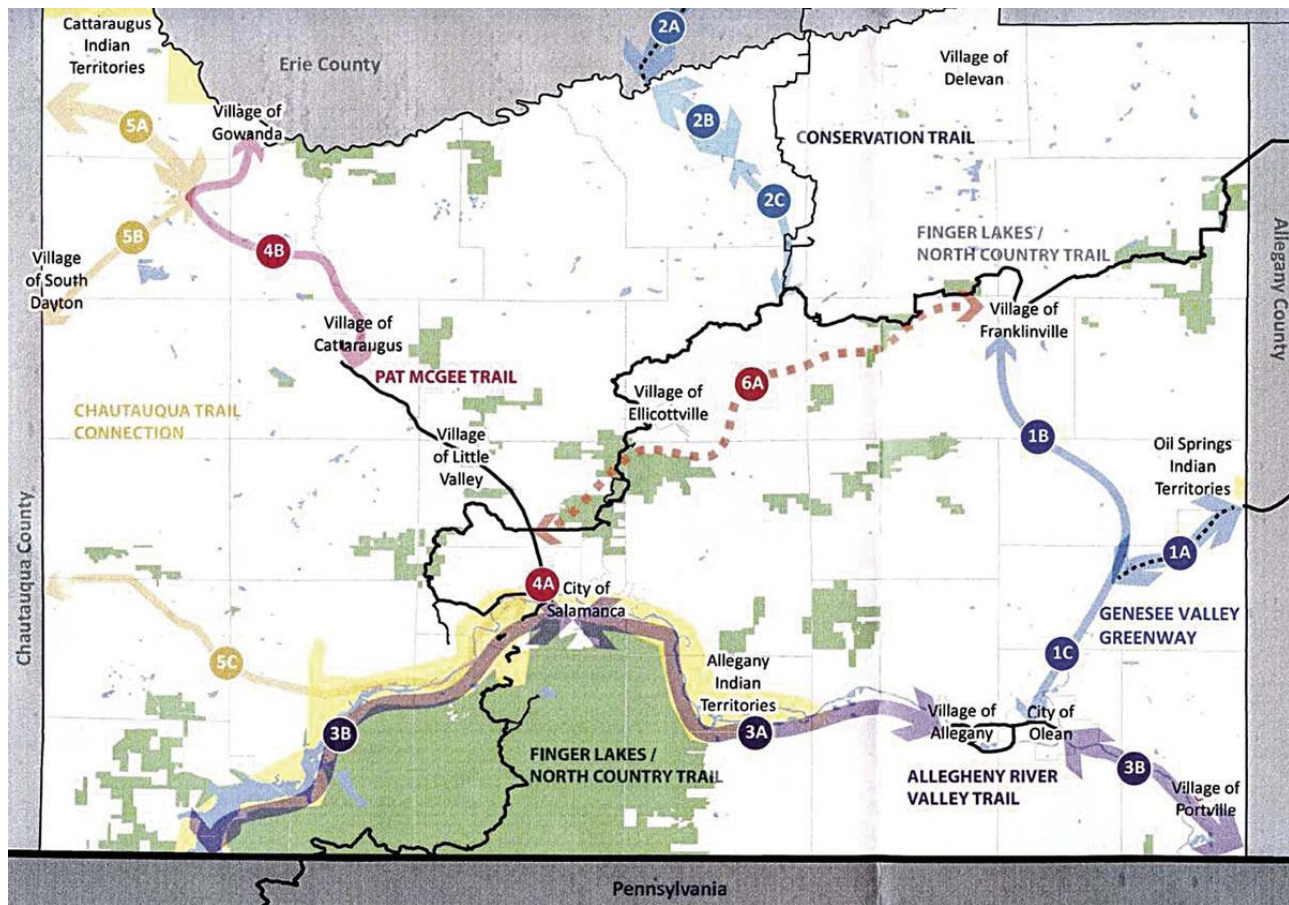 Cattaraugus
Indian
Territories
Erie County
2A
Village of
Delevan
Village of
Gowanda
5A
2B
CONSERVATION TRAIL
2C
5B
4B
Village
of South
Dayton
FINGER LAKES /
NORTH COUNTRY TRAIL
Allegany County
Village of
Franklinville
Village of
Cattaraugus
PAT MCGEE TRAIL
6A
Village of
Ellicottville
CHAUTAUQUA TRAIL
CONNECTION
Village
of Little
Valley
1B
Oil Springs
Indian
Territories
Chautauqua County
1A
4A
City of
Salamanca
GENESEE VALLEY
GREENWAY
5C
1C
Allegany
Indian
Territories
3B
3A
Village of
Allegany
City of
Olean
FINGER LAKES /
NORTH COUNTRY TRAIL
ALLEGHENY RIVER
VALLEY TRAIL
3B
Village of
Portville
Pennsylvania